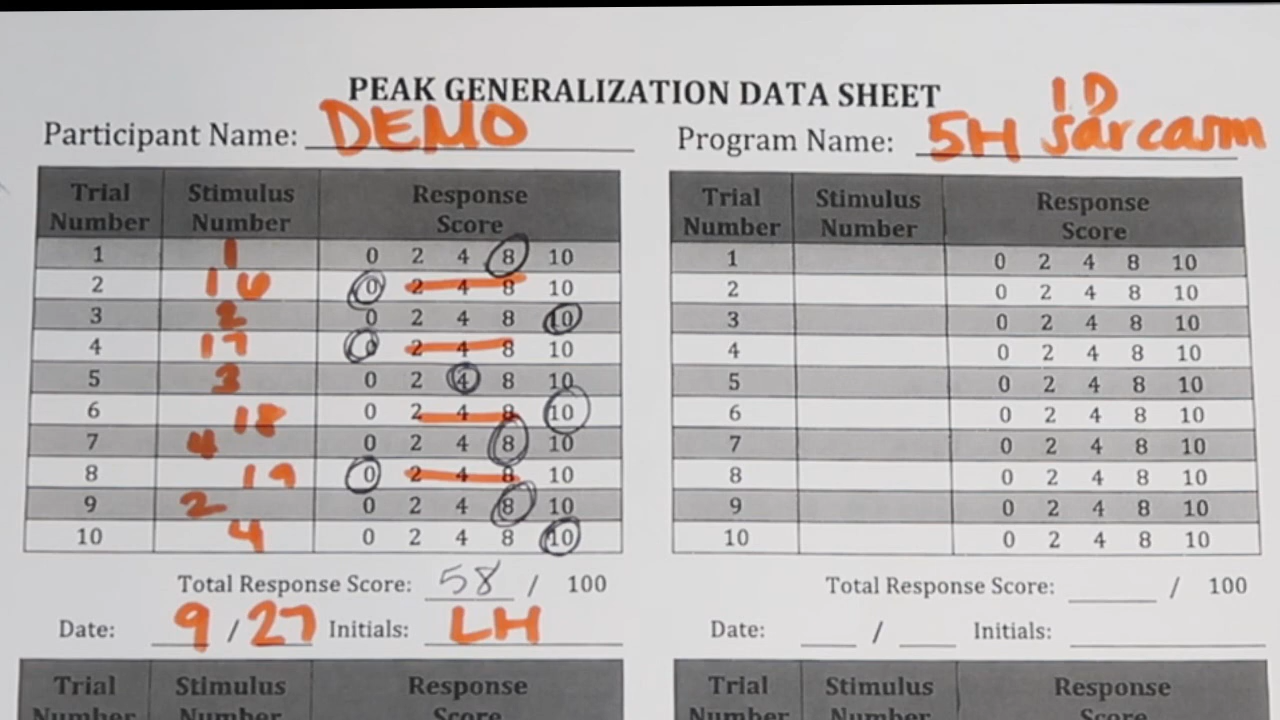 PEAK GENERALIZATION DATA SHEET
Participant Name: DEMO
Program Name: 5H ID Sarcasm
Trial Number Stimulus Number Response Score
1 1 0 2 4 8 10
2 16 0 2 4 8 10
3 2 0 2 4 8 10
4 17 0 2 4 8 10
5 3 0 2 4 8 10
6 18 0 2 4 8 10
7 4 0 2 4 8 10
8 19 0 2 4 8 10
9 2 0 2 4 8 10
10 4 0 2 4 8 10
Total Response Score: 58 / 100
Date: 9 / 27 Initials: LH
Trial Number Stimulus Number Response Score
1 0 2 4 8 10
2 0 2 4 8 10
3 0 2 4 8 10
4 0 2 4 8 10
5 0 2 4 8 10
6 0 2 4 8 10
7 0 2 4 8 10
8 0 2 4 8 10
9 0 2 4 8 10
10 0 2 4 8 10
Total Response Score: / 100
Date: / Initials:
Trial Number Stimulus Number Response Score
Trial Number Stimulus Number Response Score